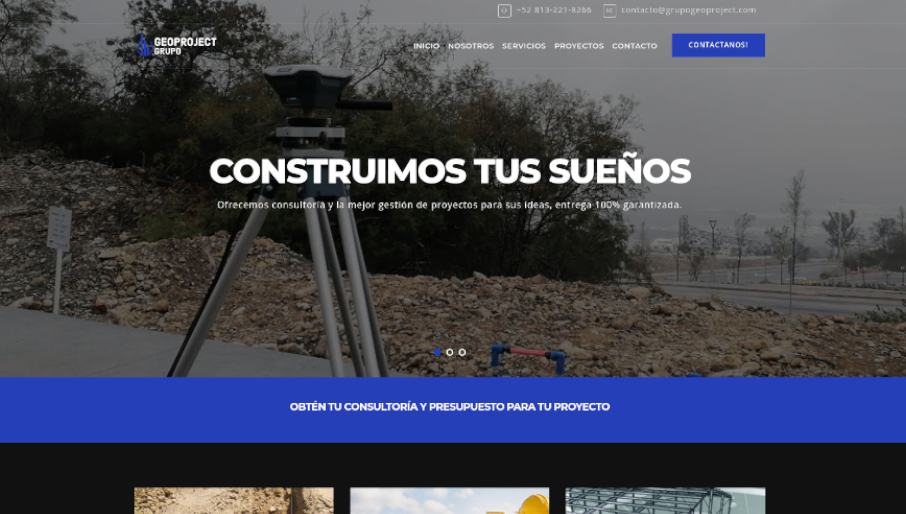 +52 813-221-8266 contacto@grupogeoproject.com
GEOPROJECT
GRUPO
INICIO NOSOTROS SERVICIOS PROYECTOS CONTACTO CONTACTANOS!
CONSTRUIMOS TUS SUEÑOS
Ofrecemos consultoría y la mejor gestión de proyectos para sus ideas, entrega 100% garantizada.
OBTÉN TU CONSULTORÍA Y PRESUPUESTO PARA TU PROYECTO